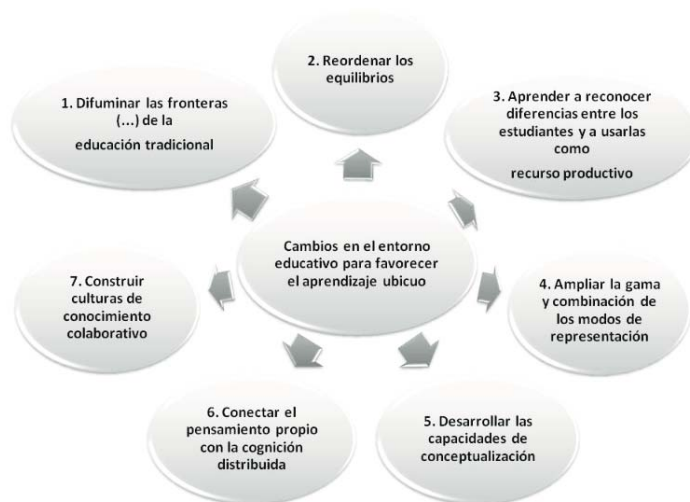 1. Difuminar las fronteras
(...) de la
educación tradicional
2. Reordenar los
equilibrios
3. Aprender a reconocer
diferencias entre los
estudiantes y a usarlas
como
recurso productivo
Cambios en el entorno
educativo para favorecer
el aprendizaje ubicuo
4. Ampliar la gama
y combinación de
los modos de
representación
5. Desarrollar las
capacidades de
conceptualización
6. Conectar el
pensamiento propio
con la cognición
distribuida
7. Construir
culturas de
conocimiento
colaborativo